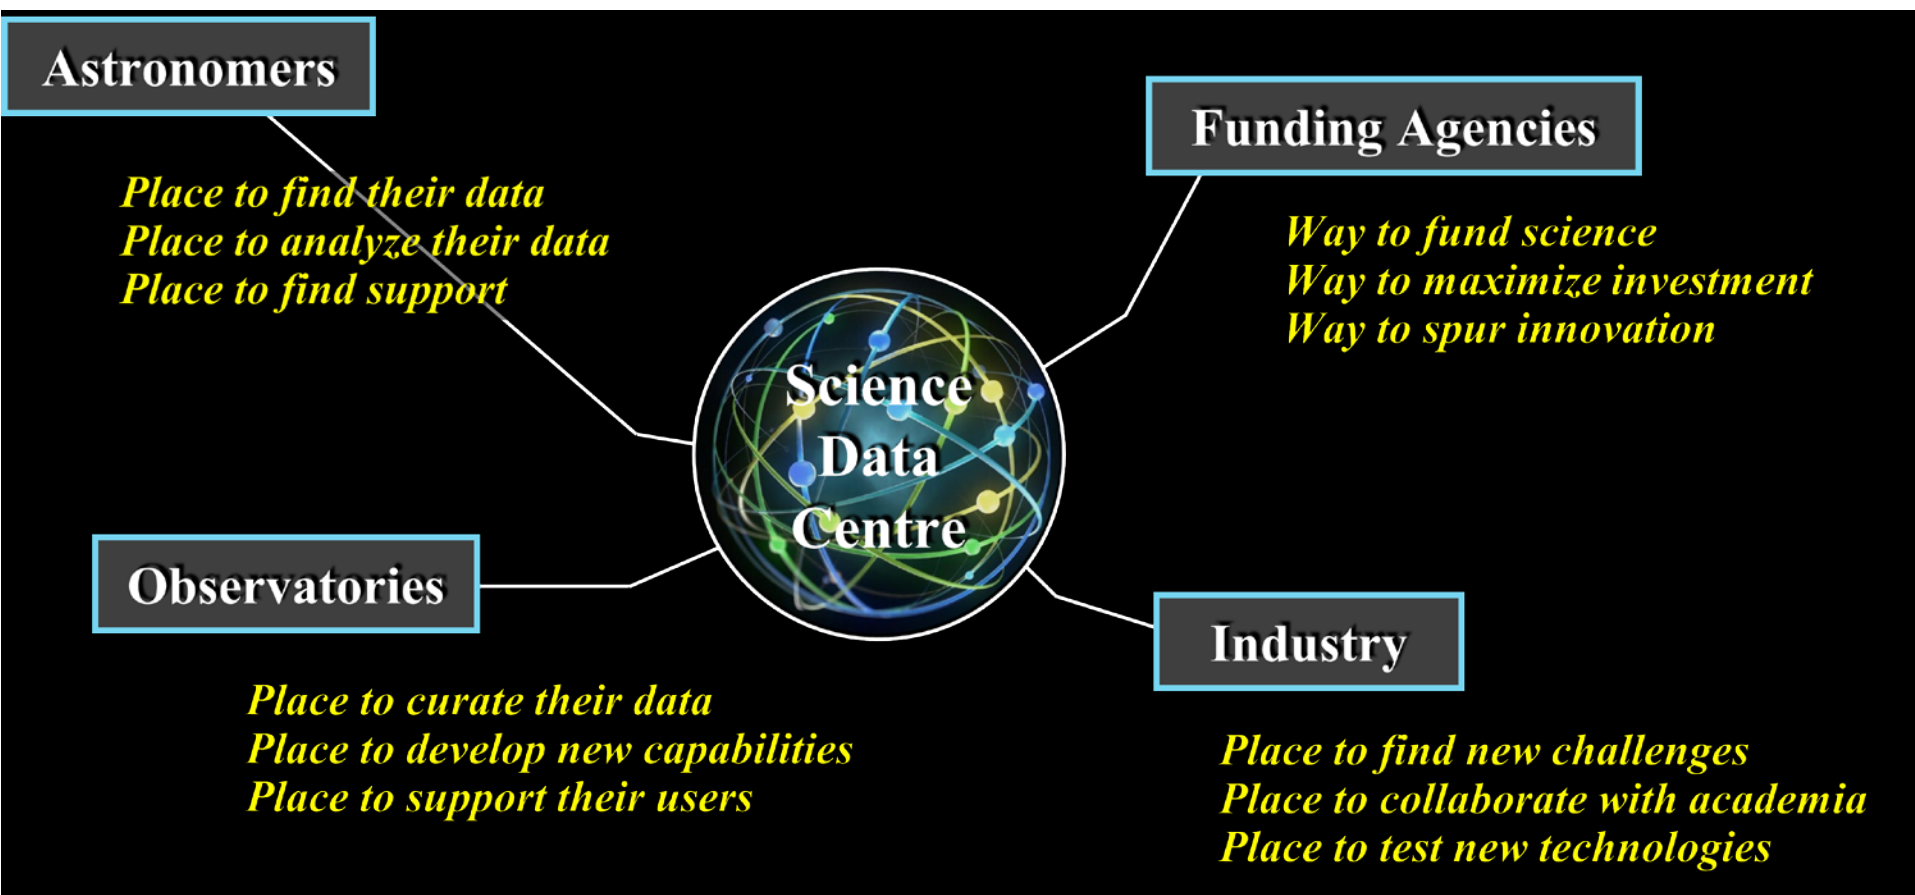 Astronomers
Place to find their data
Place to analyze their data
Place to find support
Funding Agencies
Way to fund science
Way to maximize investment
Way to spur innovation
Science
Data
Centre
Observatories
Place to curate their data
Place to develop new capabilities
Place to support their users
Industry
Place to find new challenges
Place to collaborate with academia
Place to test new technologies